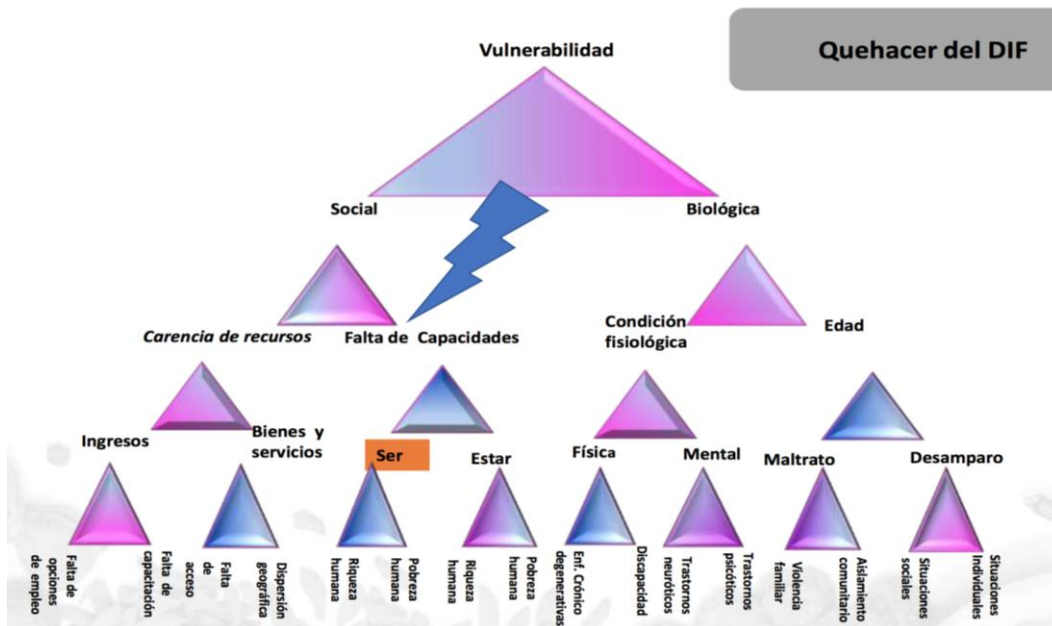 Quehacer del DIF
Vulnerabilidad
Social
Biológica
Carencia de recursos
Falta de Capacidades
Condición
fisiológica
Edad
Ingresos
Bienes y
servicios
Ser
Estar
Física
Mental
Maltrato
Desamparo
Falta de
opciones
de empleo
Falta de
capacitación
Falta
de
acceso
Dispersión
geográfica
Riqueza
humana
Pobreza
humana
Riqueza
humana
Pobreza
humana
Enf. Crónico
degenerativas
Discapacidad
Trastornos
neuróticos
Trastornos
psicóticos
Violencia
familiar
Aislamiento
comunitario
Situaciones
sociales
Situaciones
Individuales